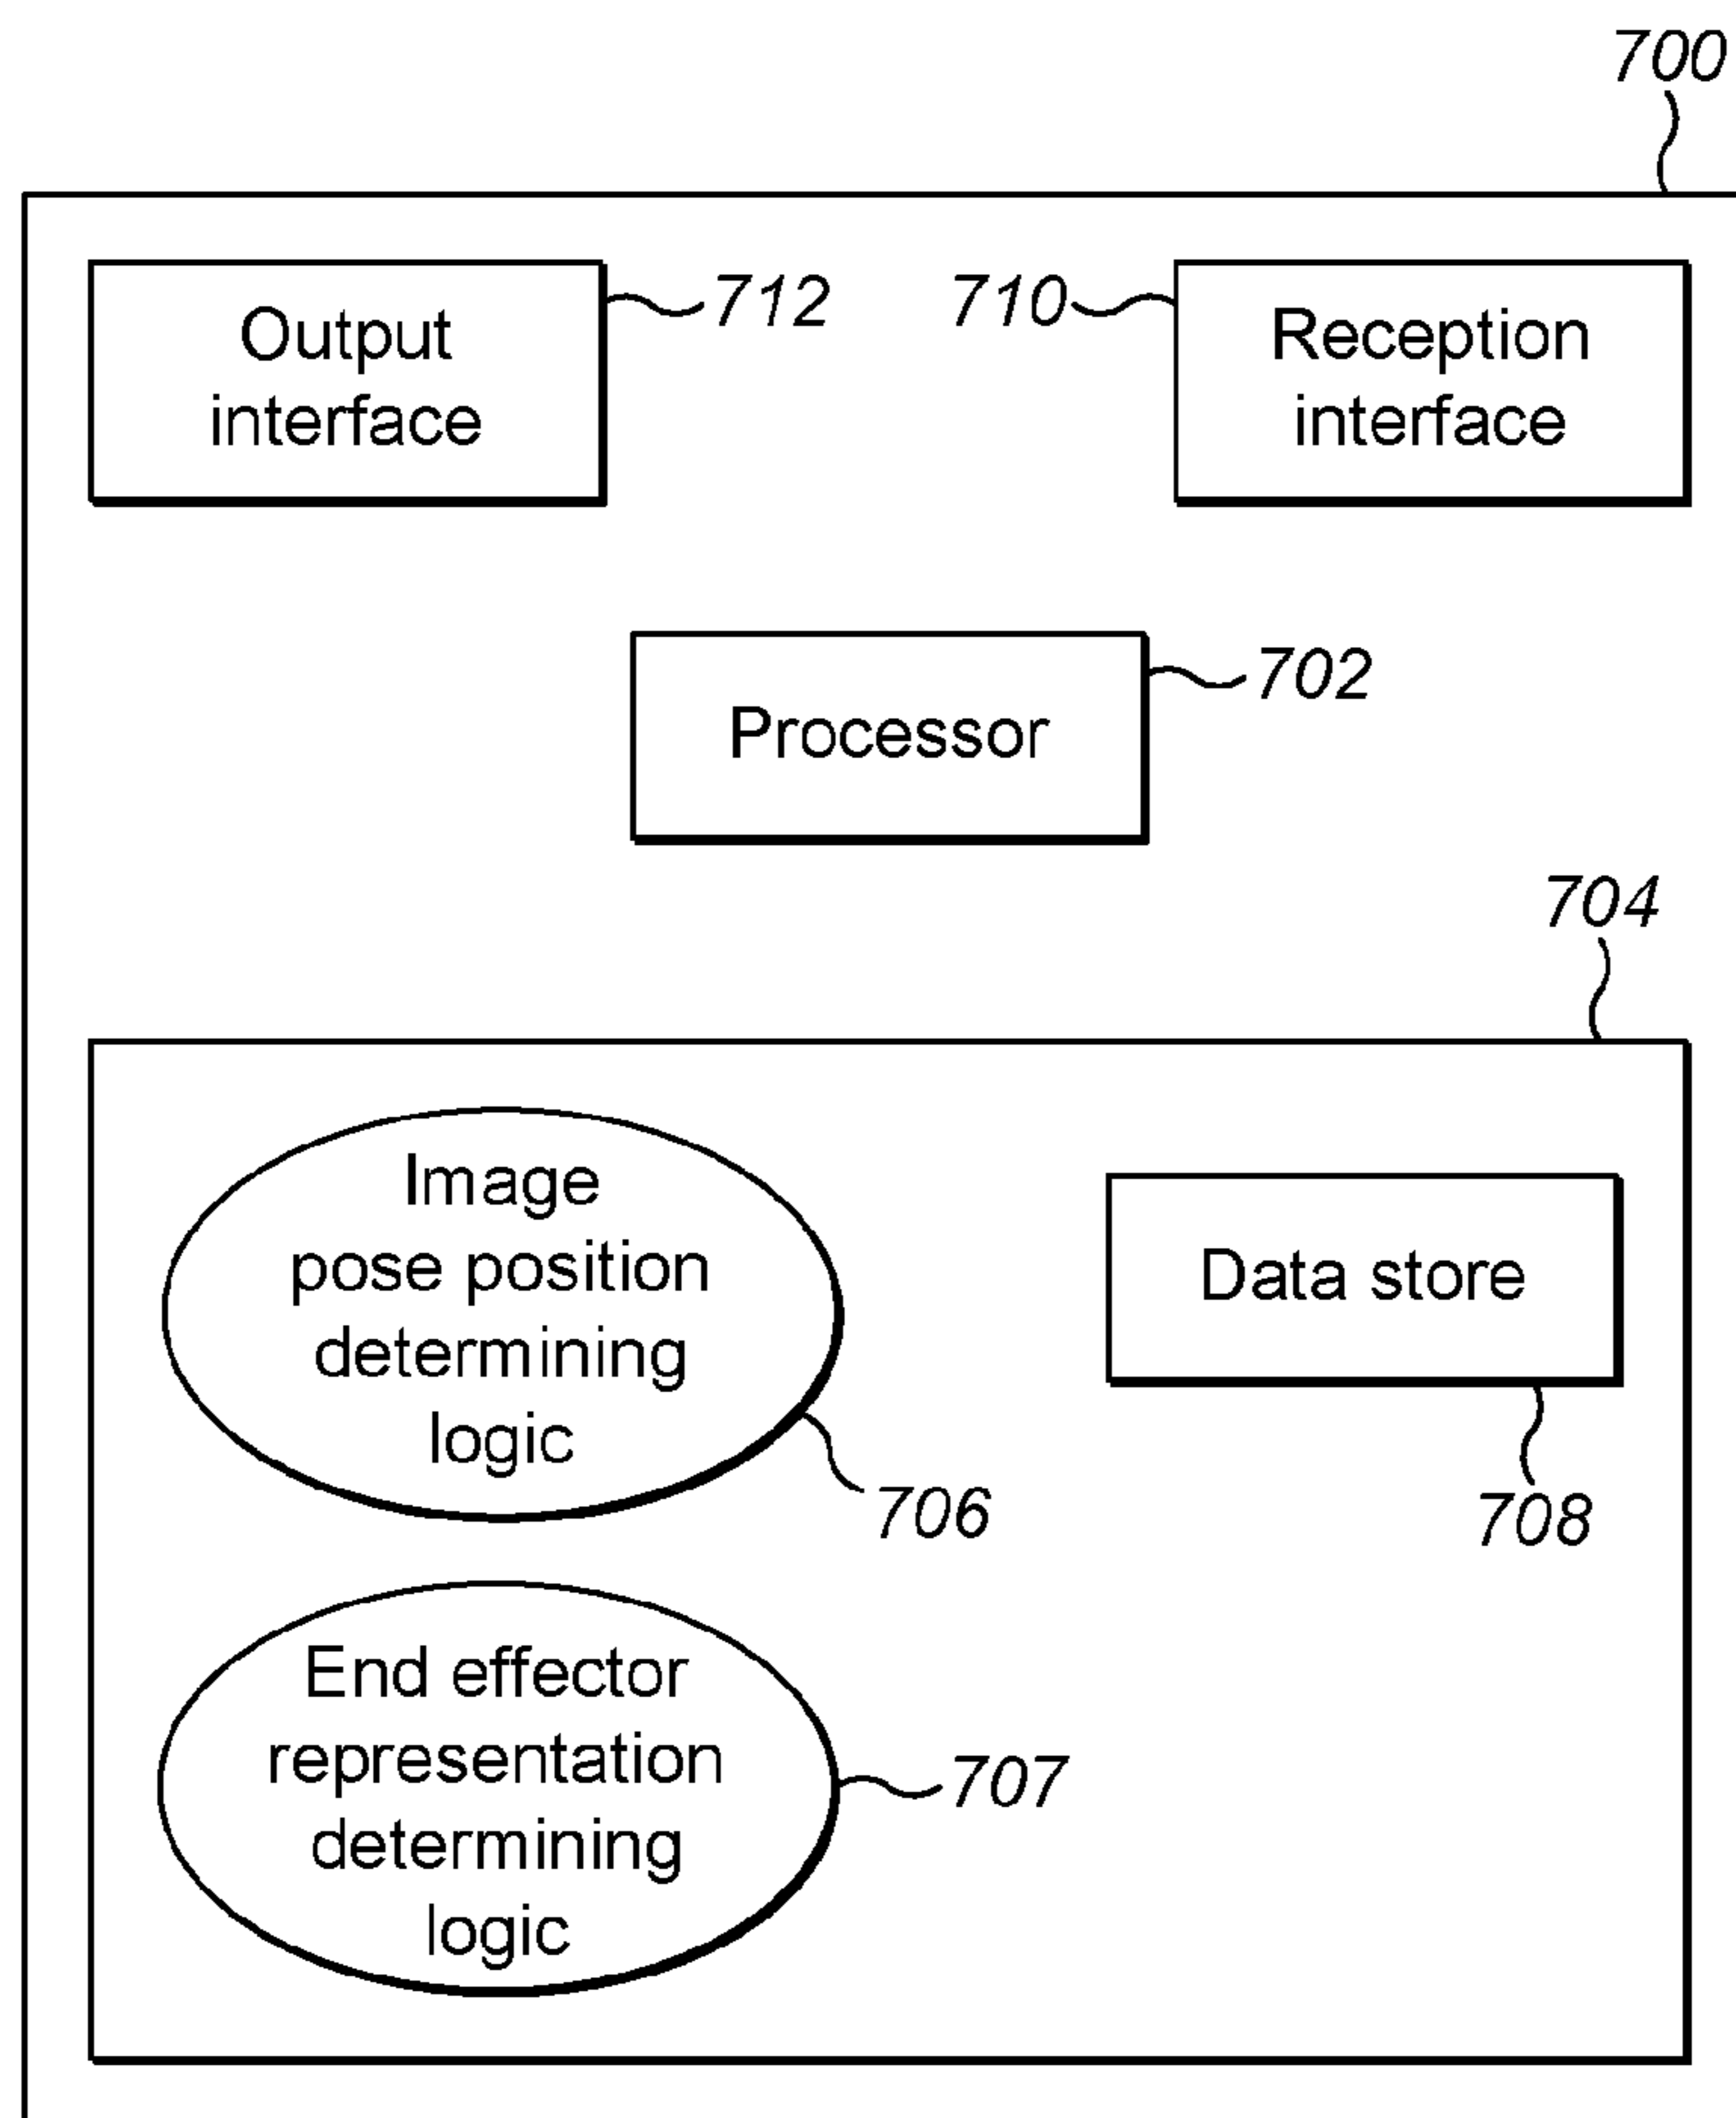 700
Output
interface
712
710
Reception
interface
Processor
702
704
Image
pose position
determining
logic
706
Data store
708
End effector
representation
determining
logic
707